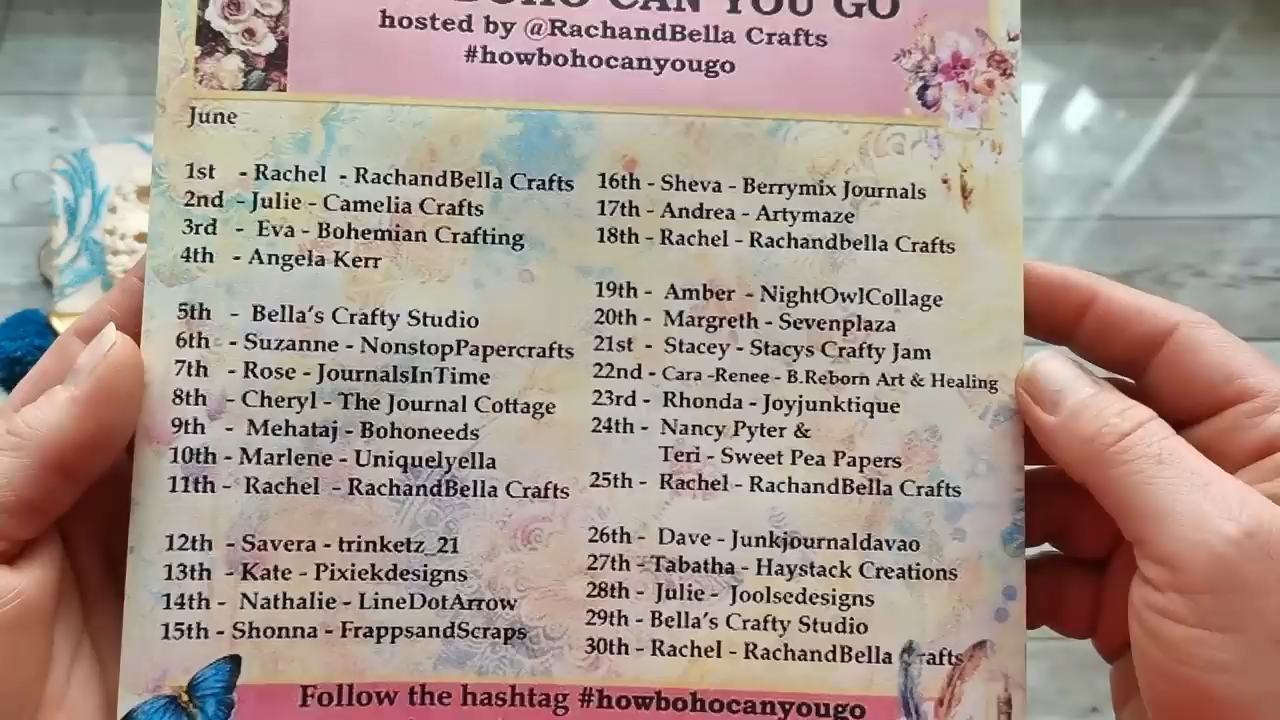 BOHO CAN YOU GO
hosted by @RachandBella Crafts
#howbohocanyougo
June
1st - Rachel - RachandBella Crafts
2nd - Julie - Camelia Crafts
3rd - Eva - Bohemian Crafting
4th - Angela Kerr
5th - Bella's Crafty Studio
6th - Suzanne - NonstopPapercrafts
7th - Rose - JournalsInTime
8th - Cheryl - The Journal Cottage
9th - Mehataj - Bohoneeds
10th - Marlene - Uniquelyella
11th - Rachel - RachandBella Crafts
12th - Savera - trinketz_21
13th - Kate - Pixiekdesigns
14th - Nathalie - LineDotArrow
15th - Shonna - FrappsandScraps
16th - Sheva - Berrymix Journals
17th - Andrea - Artymaze
18th - Rachel - Rachandbella Crafts
19th - Amber - NightOwlCollage
20th - Margreth - Sevenplaza
21st - Stacey - Stacys Crafty Jam
22nd - Cara -Renee - B.Reborn Art & Healing
23rd - Rhonda - Joyjunktique
24th - Nancy Pyter &
Teri - Sweet Pea Papers
25th - Rachel - RachandBella Crafts
26th - Dave - Junkjournaldavao
27th - Tabatha - Haystack Creations
28th - Julie - Joolsedesigns
29th - Bella's Crafty Studio
30th - Rachel - RachandBella Crafts
Follow the hashtag #howbohocanyougo